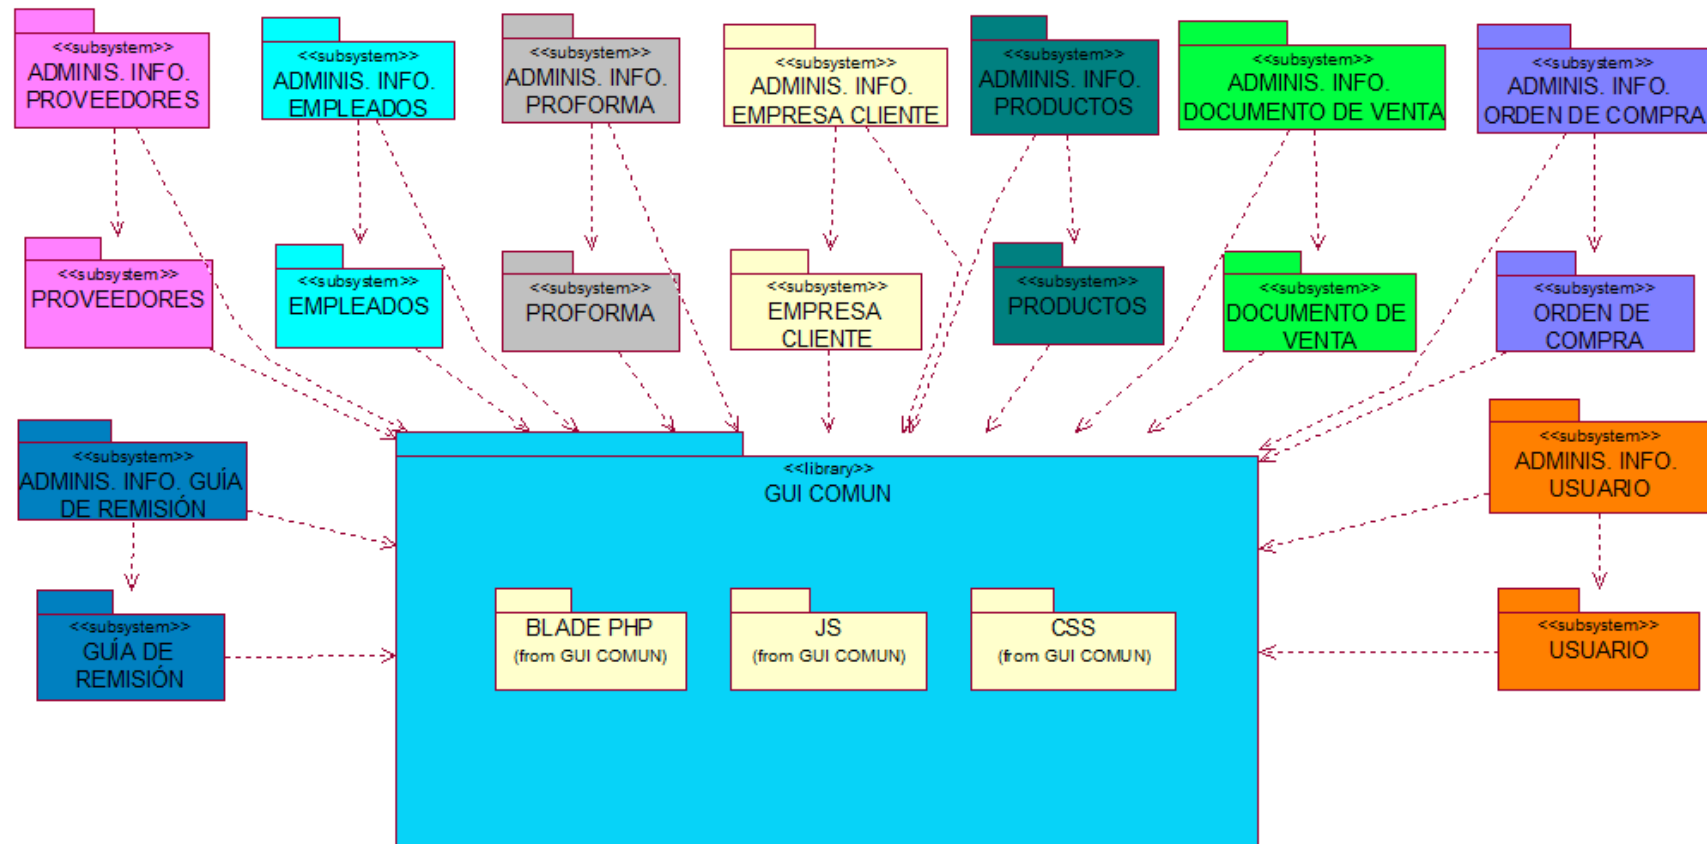 <<subsystem>>
ADMINIS. INFO.
PROVEEDORES
<<subsystem>>
ADMINIS. INFO.
EMPLEADOS
<<subsystem>>
ADMINIS. INFO.
PROFORMA
<<subsystem>>
ADMINIS. INFO.
EMPRESA CLIENTE
<<subsystem>>
ADMINIS. INFO.
PRODUCTOS
<<subsystem>>
ADMINIS. INFO.
DOCUMENTO DE VENTA
<<subsystem>>
ADMINIS. INFO.
ORDEN DE COMPRA
<<subsystem>>
PROVEEDORES
<<subsystem>>
EMPLEADOS
<<subsystem>>
PROFORMA
<<subsystem>>
EMPRESA
CLIENTE
<<subsystem>>
PRODUCTOS
<<subsystem>>
DOCUMENTO DE
VENTA
<<subsystem>>
ORDEN DE
COMPRA
<<subsystem>>
ADMINIS. INFO. GUÍA
DE REMISIÓN
<<library>>
GUI COMUN
<<subsystem>>
ADMINIS. INFO.
USUARIO
<<subsystem>>
GUÍA DE
REMISIÓN
BLADE PHP
(from GUI COMUN)
JS
(from GUI COMUN)
CSS
(from GUI COMUN)
<<subsystem>>
USUARIO